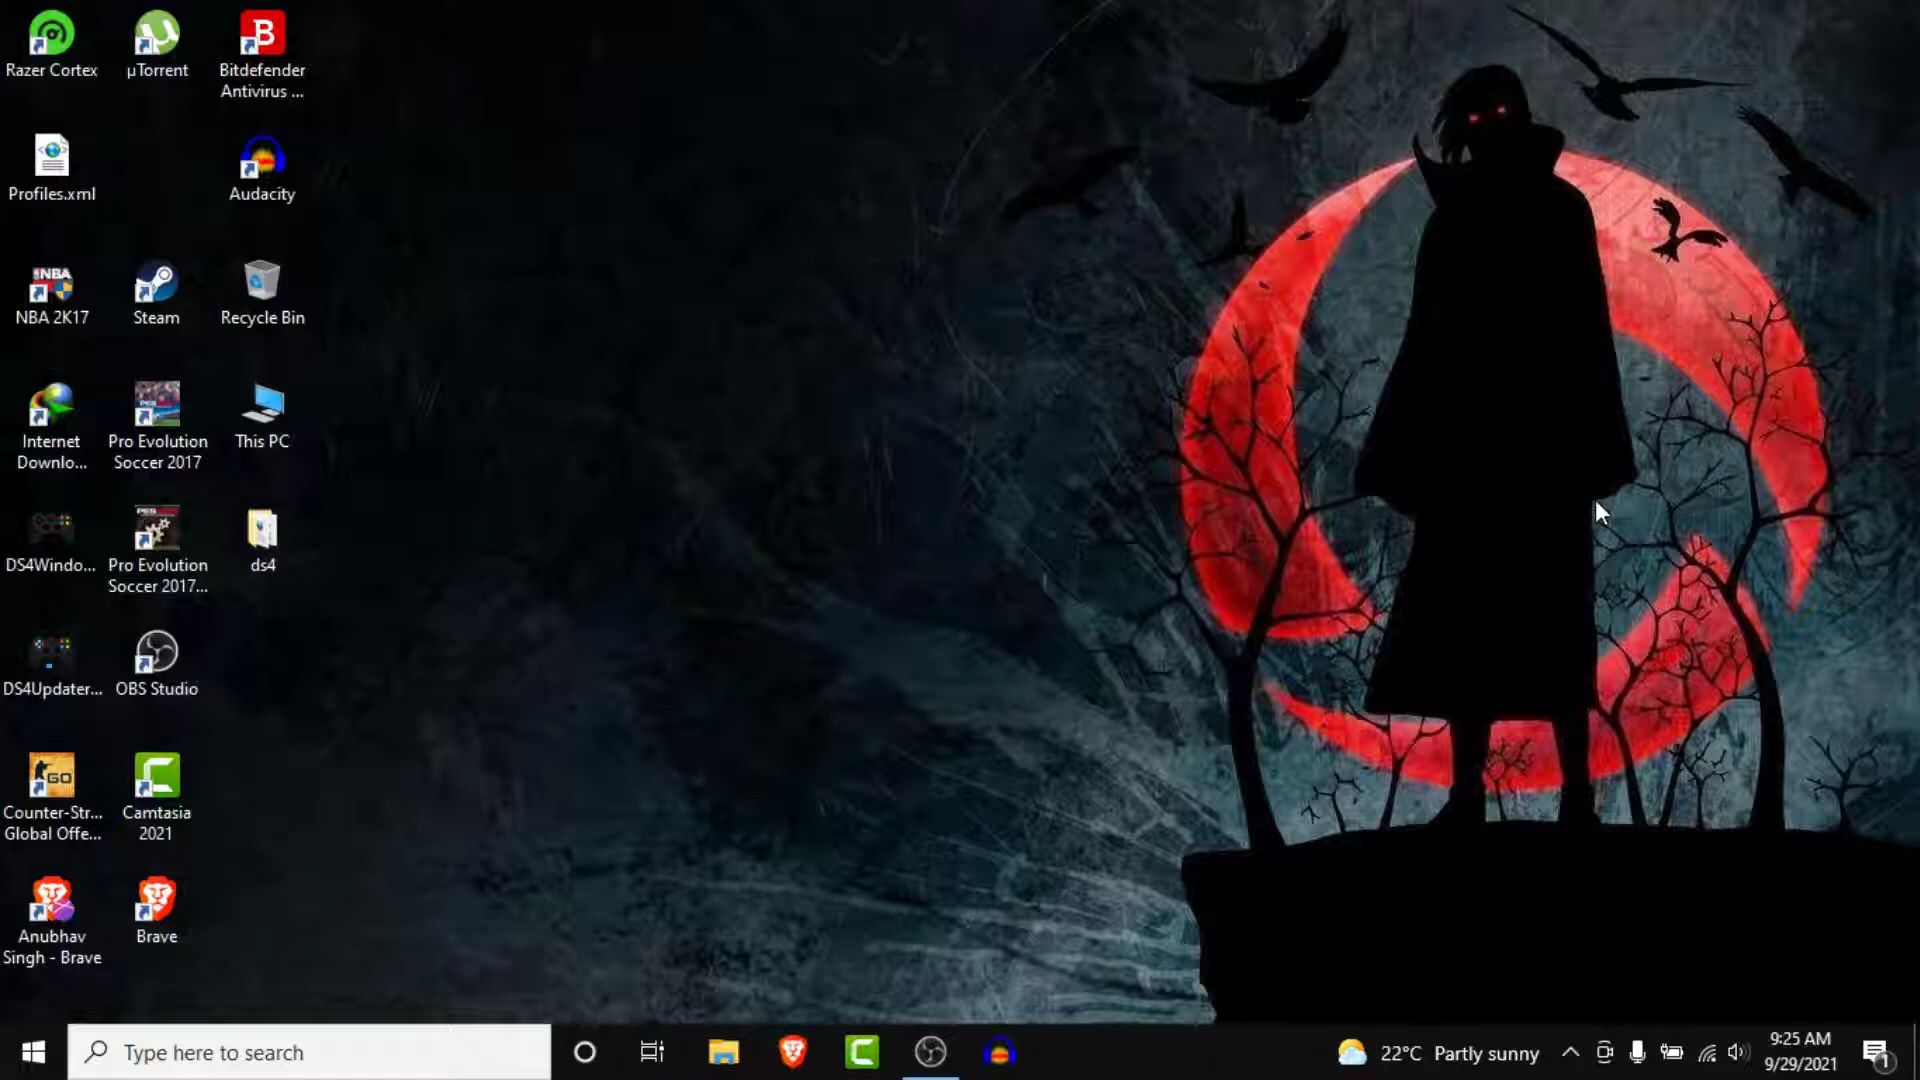 Razer Cortex
µTorrent
Bitdefender
Antivirus ...
Profiles.xml
Audacity
NBA 2K17
Steam
Recycle Bin
Internet
Downlo...
Pro Evolution
Soccer 2017
This PC
DS4Windo...
Pro Evolution
Soccer 2017...
ds4
DS4Updater...
OBS Studio
Counter-Str...
Global Offe...
Camtasia
2021
Anubhav
Singh - Brave
Brave
Type here to search
22°C Partly sunny
9:25 AM
9/29/2021
1